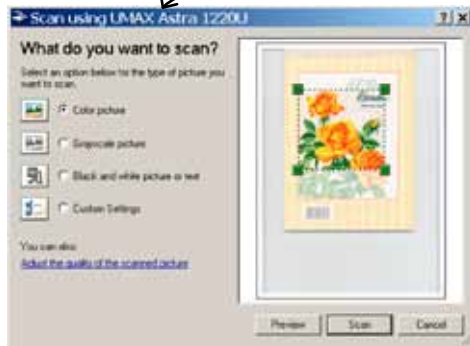 Scan using UMAX Astra 1220U
What do you want to scan?
Select an option below for the type of picture you
want to scan.
Color picture
Grayscale picture
Black and white picture or text
Custom Settings
You can also:
Adjust the quality of the scanned picture
Preview
Scan
Cancel